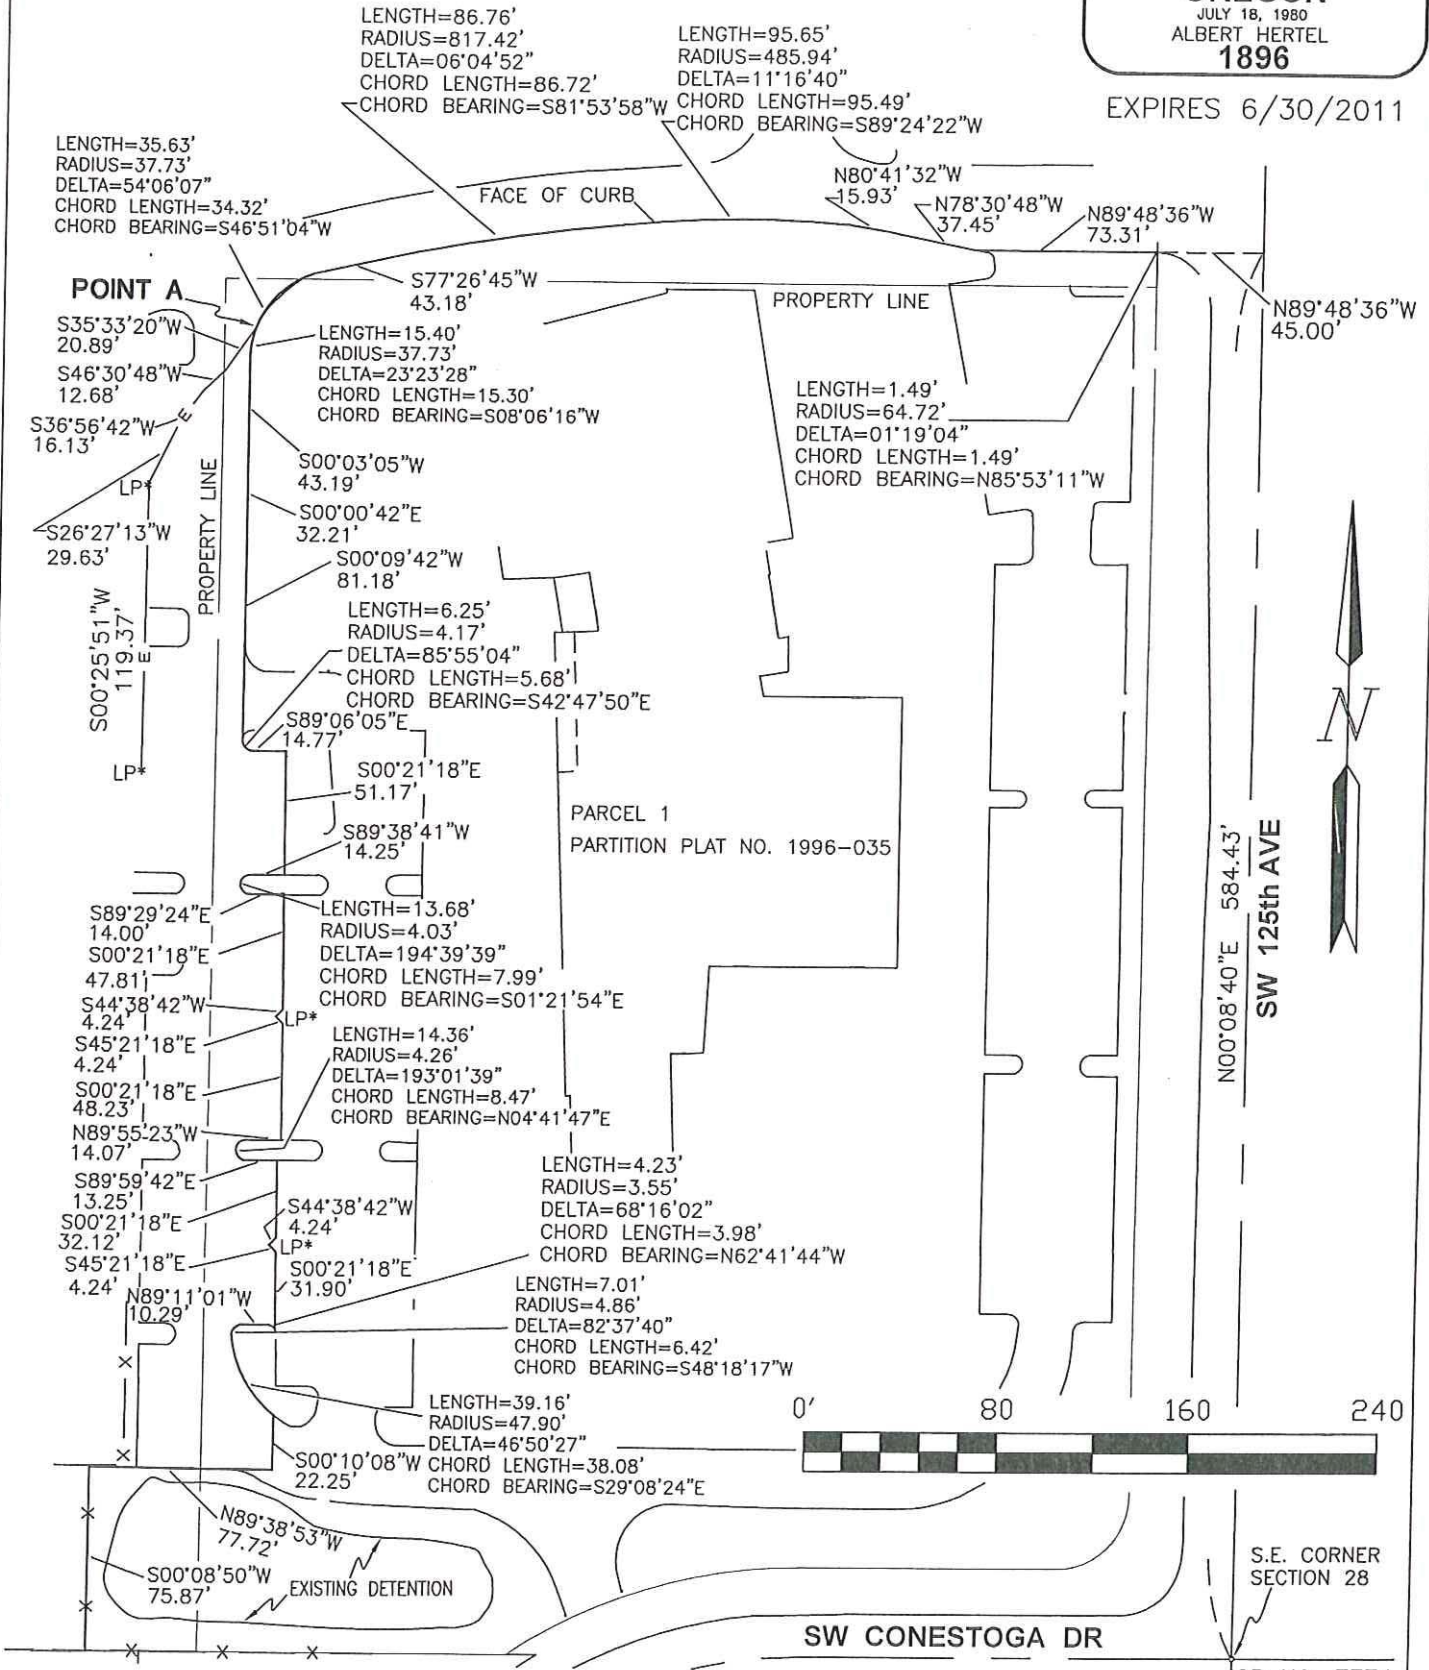 OREGON
JULY 18, 1980
ALBERT HERTEL
1896
EXPIRES 6/30/2011
LENGTH=86.76'
RADIUS=817.42'
DELTA=06°04'52"
CHORD LENGTH=86.72'
CHORD BEARING=S81°53'58"W
LENGTH=95.65'
RADIUS=485.94'
DELTA=11°16'40"
CHORD LENGTH=95.49'
CHORD BEARING=S89°24'22"W
LENGTH=35.63'
RADIUS=37.73'
DELTA=54°06'07"
CHORD LENGTH=34.32'
CHORD BEARING=S46°51'04"W
FACE OF CURB
N80°41'32"W
15.93'
N78°30'48"W
37.45'
N89°48'36"W
73.31'
N89°48'36"W
45.00'
POINT A
S77°26'45"W
43.18'
PROPERTY LINE
S35°33'20"W
20.89'
S46°30'48"W
12.68'
E
S36°56'42"W
16.13'
LP*
S26°27'13"W
29.63'
PROPERTY LINE
LENGTH=15.40'
RADIUS=37.73'
DELTA=23°23'28"
CHORD LENGTH=15.30'
CHORD BEARING=S08°06'16"W
LENGTH=1.49'
RADIUS=64.72'
DELTA=01°19'04"
CHORD LENGTH=1.49'
CHORD BEARING=N85°53'11"W
S00°03'05"W
43.19'
S00°00'42"E
32.21'
S00°09'42"W
81.18'
S00°25'51"W
119.37'
E
LP*
LENGTH=6.25'
RADIUS=4.17'
DELTA=85°55'04"
CHORD LENGTH=5.68'
CHORD BEARING=S42°47'50"E
S89°06'05"E
14.77'
S00°21'18"E
51.17'
S89°38'41"W
14.25'
PARCEL 1
PARTITION PLAT NO. 1996-035
N
N00°08'40"E 584.43'
SW 125th AVE
S89°29'24"E
14.00'
S00°21'18"E
47.81'
LENGTH=13.68'
RADIUS=4.03'
DELTA=194°39'39"
CHORD LENGTH=7.99'
CHORD BEARING=S01°21'54"E
S44°38'42"W
4.24'
LP*
S45°21'18"E
4.24'
S00°21'18"E
48.23'
N89°55'23"W
14.07'
LENGTH=14.36'
RADIUS=4.26'
DELTA=193°01'39"
CHORD LENGTH=8.47'
CHORD BEARING=N04°41'47"E
S89°59'42"E
13.25'
S00°21'18"E
32.12'
S44°38'42"W
4.24'
LP*
S45°21'18"E
4.24'
S00°21'18"E
31.90'
N89°11'01"W
10.29'
LENGTH=4.23'
RADIUS=3.55'
DELTA=68°16'02"
CHORD LENGTH=3.98'
CHORD BEARING=N62°41'44"W
LENGTH=7.01'
RADIUS=4.86'
DELTA=82°37'40"
CHORD LENGTH=6.42'
CHORD BEARING=S48°18'17"W
LENGTH=39.16'
RADIUS=47.90'
DELTA=46°50'27"
CHORD LENGTH=38.08'
CHORD BEARING=S29°08'24"E
0' 80 160 240
S00°10'08"W
22.25'
N89°38'53"W
77.72'
S00°08'50"W
75.87'
EXISTING DETENTION
S.E. CORNER
SECTION 28
SW CONESTOGA DR